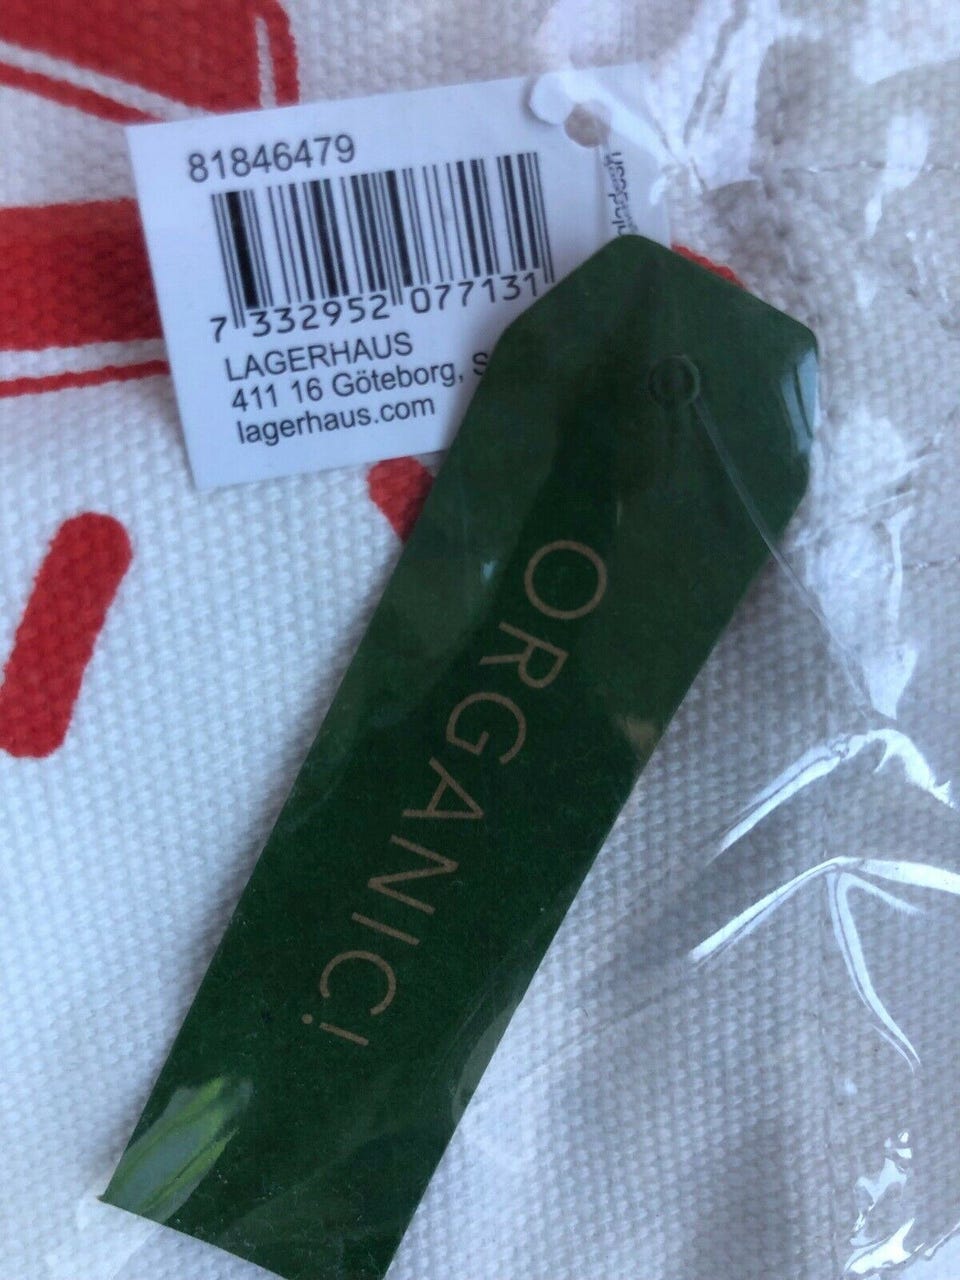 81846479
7 332952 077131
LAGERHAUS
411 16 Göteborg, S
lagerhaus.com
ORGANIC!